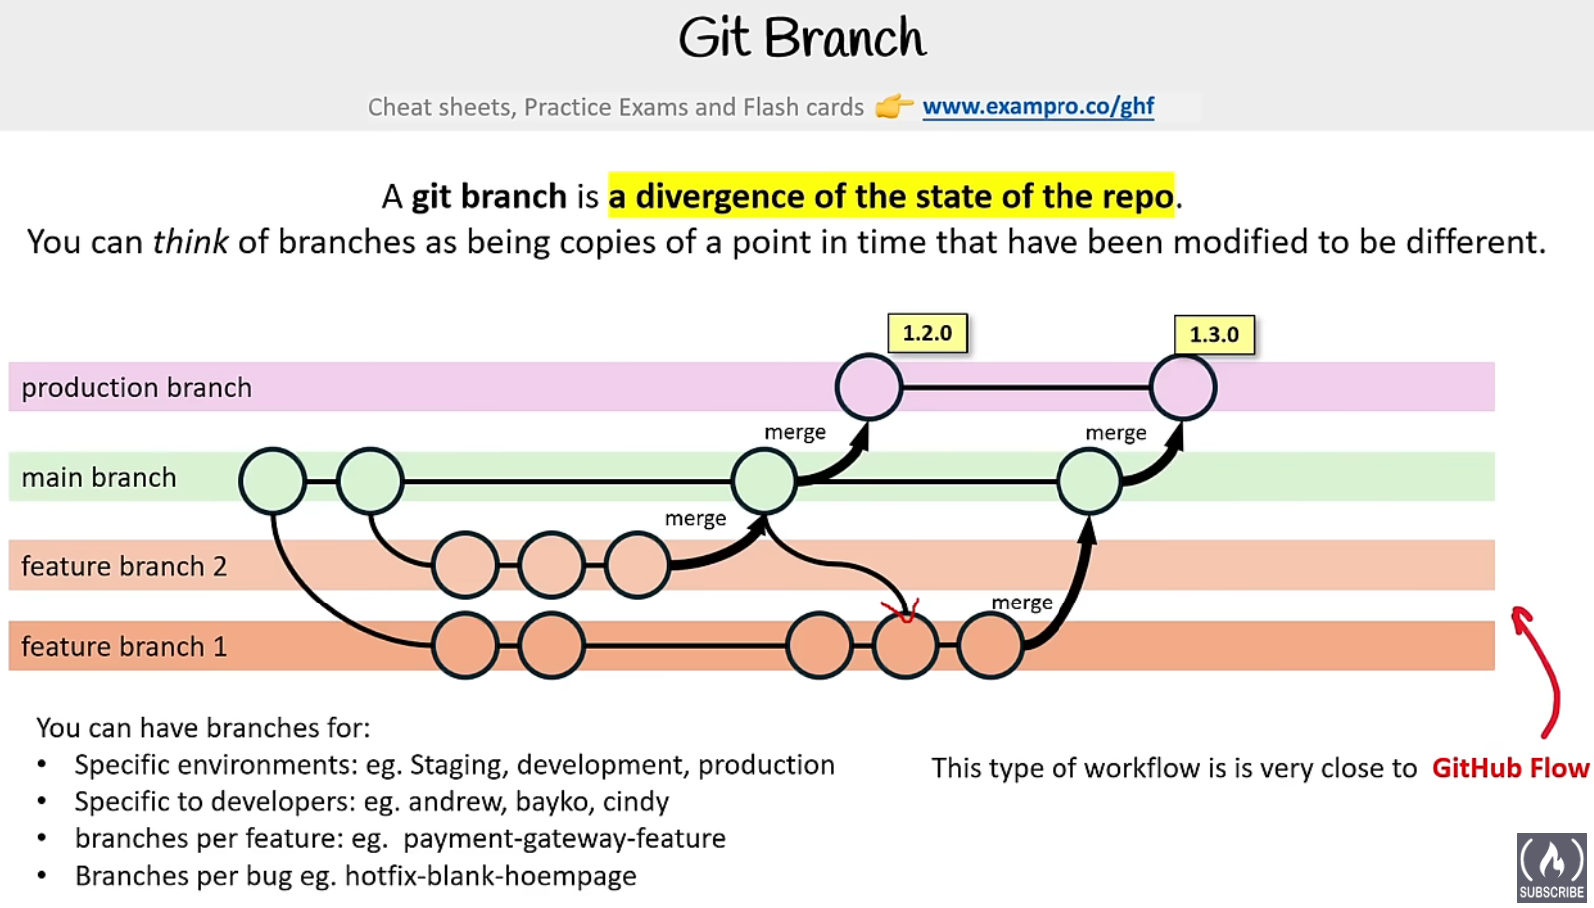 Git Branch
Cheat sheets, Practice Exams and Flash cards 👉 www.exampro.co/ghf
A git branch is a divergence of the state of the repo.
You can think of branches as being copies of a point in time that have been modified to be different.
1.2.0
1.3.0
production branch
merge
merge
main branch
merge
feature branch 2
merge
feature branch 1
You can have branches for:
• Specific environments: eg. Staging, development, production
• Specific to developers: eg. andrew, bayko, cindy
• branches per feature: eg. payment-gateway-feature
• Branches per bug eg. hotfix-blank-hoempage
This type of workflow is is very close to GitHub Flow
SUBSCRIBE